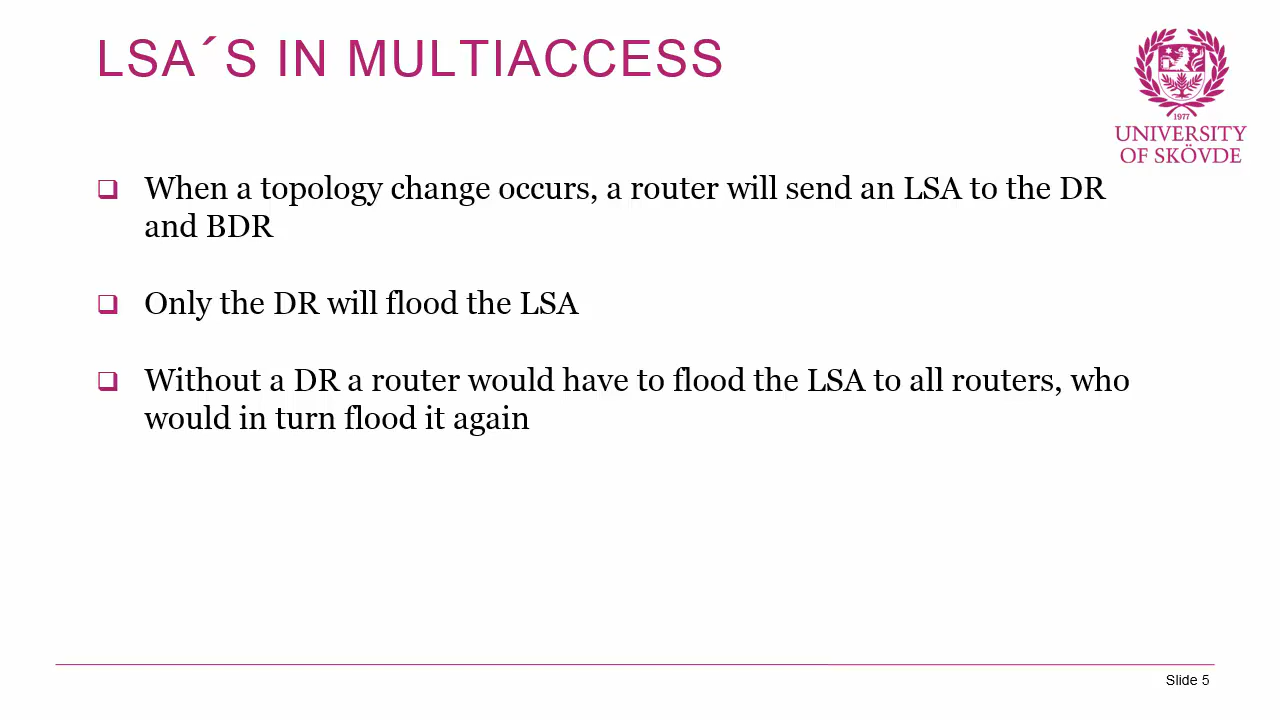 LSA´S IN MULTIACCESS
1977
UNIVERSITY
OF SKÖVDE
When a topology change occurs, a router will send an LSA to the DR
and BDR
Only the DR will flood the LSA
Without a DR a router would have to flood the LSA to all routers, who
would in turn flood it again
Slide 5